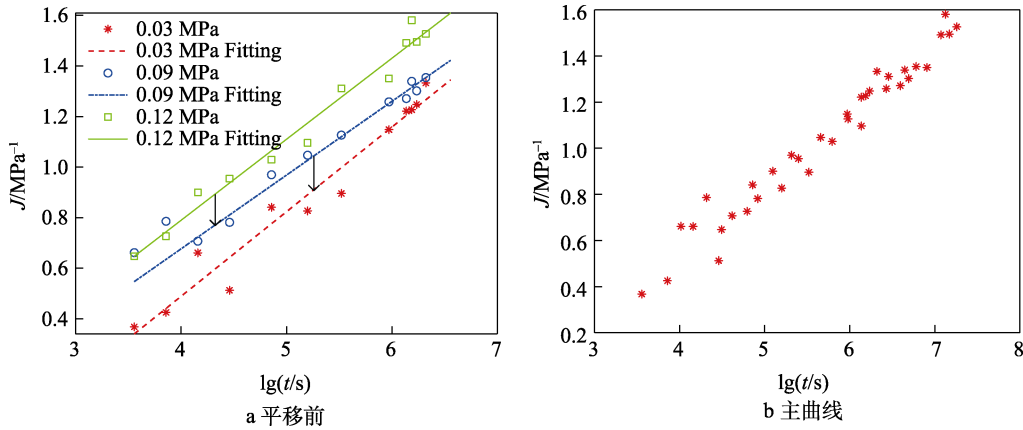 1.6
1.4
1.2
1.0
0.8
0.6
0.4
J/MPa⁻¹
0.03 MPa
0.03 MPa Fitting
0.09 MPa
0.09 MPa Fitting
0.12 MPa
0.12 MPa Fitting
3 4 5 6 7
lg(t/s)
a 平移前
1.6
1.4
1.2
1.0
0.8
0.6
0.4
0.2
J/MPa⁻¹
3 4 5 6 7 8
lg(t/s)
b 主曲线